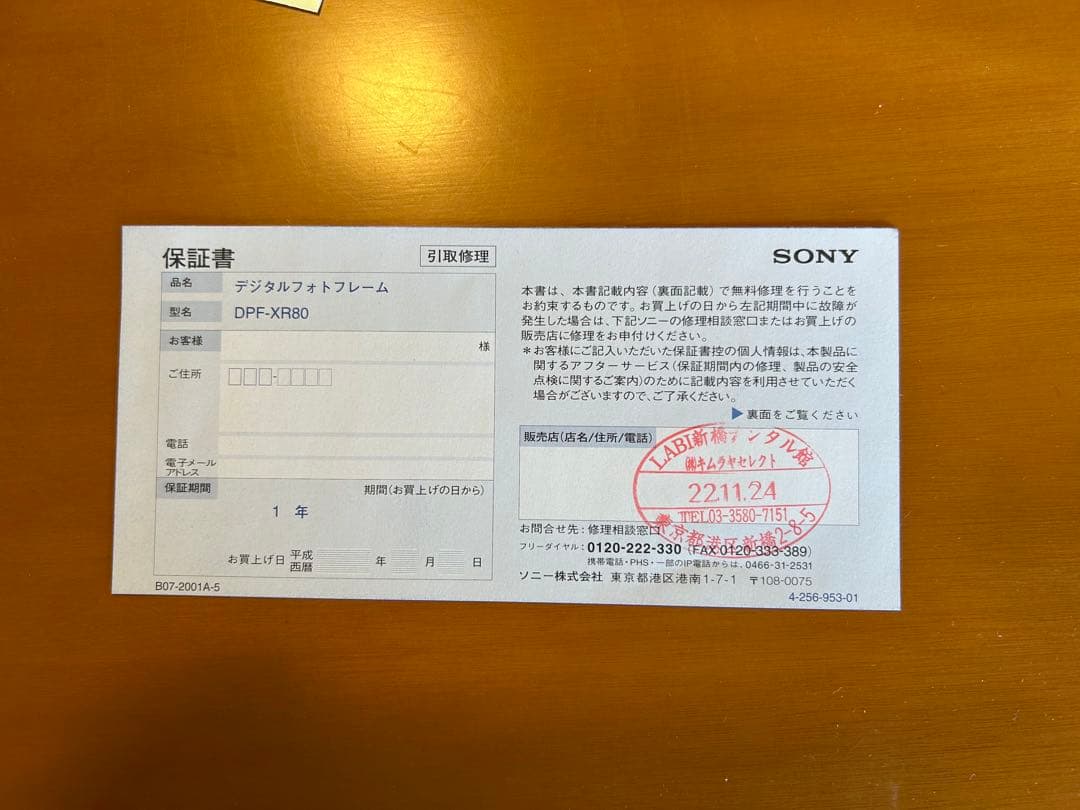 保証書
引取修理
品名 デジタルフォトフレーム
型名 DPF-XR80
お客様
様
ご住所
電話
電子メール
アドレス
保証期間
期間(お買上げの日から)
1 年
お買上げ日 平成 西暦 年 月 日
B07-2001A-5
SONY
本書は、本書記載内容(裏面記載)で無料修理を行うことを
お約束するものです。お買上げの日から左記期間中に故障が
発生した場合は、下記ソニーの修理相談窓口またはお買上げの
販売店に修理をお申付けください。
*お客様にご記入いただいた保証書控の個人情報は、本製品に
関するアフターサービス(保証期間内の修理、製品の安全
点検に関するご案内)のために記載内容を利用させていただく
場合がございますので、ご了承ください。
▶裏面をご覧ください
販売店(店名/住所/電話)
LABI新橋デジタル館
㈱キムラヤセレクト
22.11.24
TEL03-3580-7151
東京都港区新橋2-8-5
お問合せ先:修理相談窓口
フリーダイヤル:0120-222-330 (FAX 0120-333-389)
携帯電話・PHS・一部のIP電話からは、0466-31-2531
ソニー株式会社 東京都港区港南1-7-1 〒108-0075
4-256-953-01